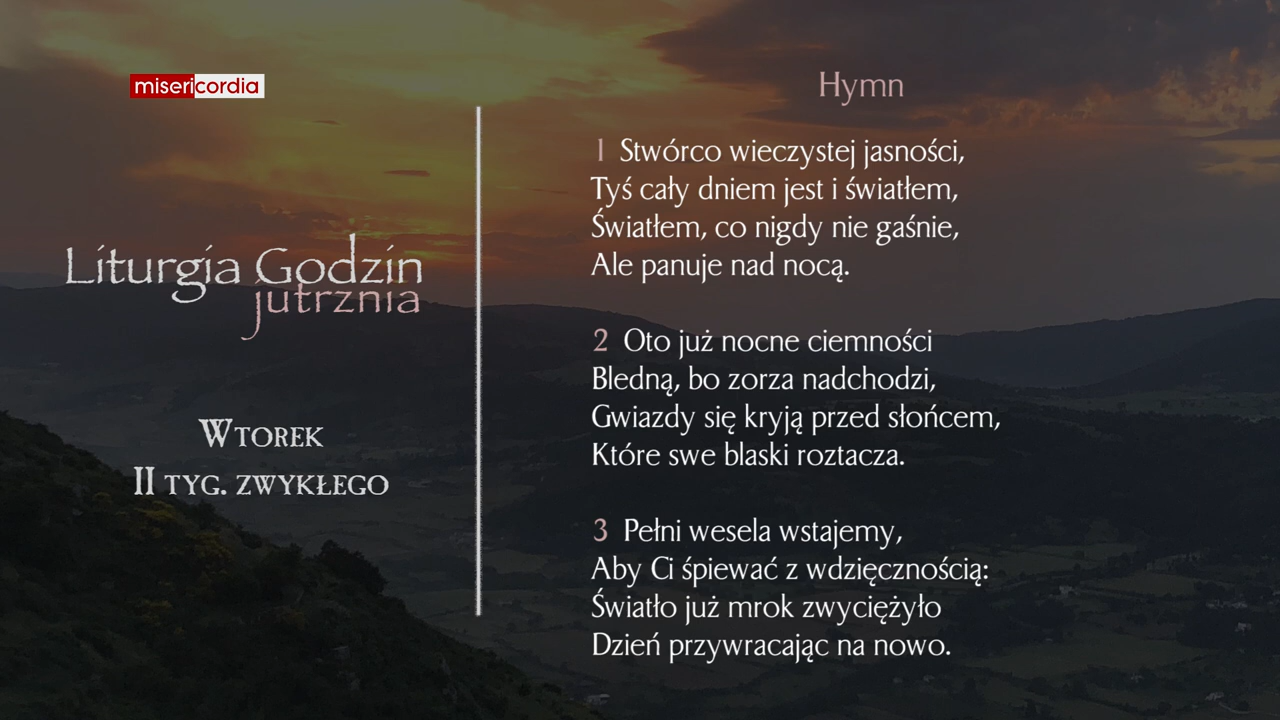 misericordia
Liturgia Godzin
jutrznia
Wtorek
II tyg. zwykłego
Hymn
1 Stwórco wieczystej jasności,
Tyś cały dniem jest i światłem,
Światłem, co nigdy nie gaśnie,
Ale panuje nad nocą.
2 Oto już nocne ciemności
Bledną, bo zorza nadchodzi,
Gwiazdy się kryją przed słońcem,
Które swe blaski roztacza.
3 Pełni wesela wstajemy,
Aby Ci śpiewać z wdzięcznością:
Światło już mrok zwyciężyło
Dzień przywracając na nowo.